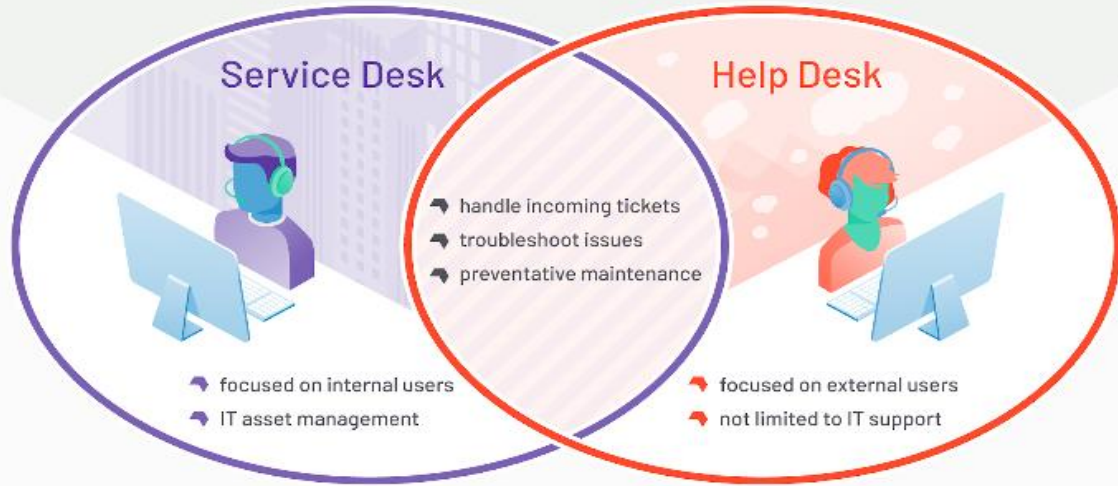 Service Desk
Help Desk
handle incoming tickets
troubleshoot issues
preventative maintenance
focused on internal users
IT asset management
focused on external users
not limited to IT support